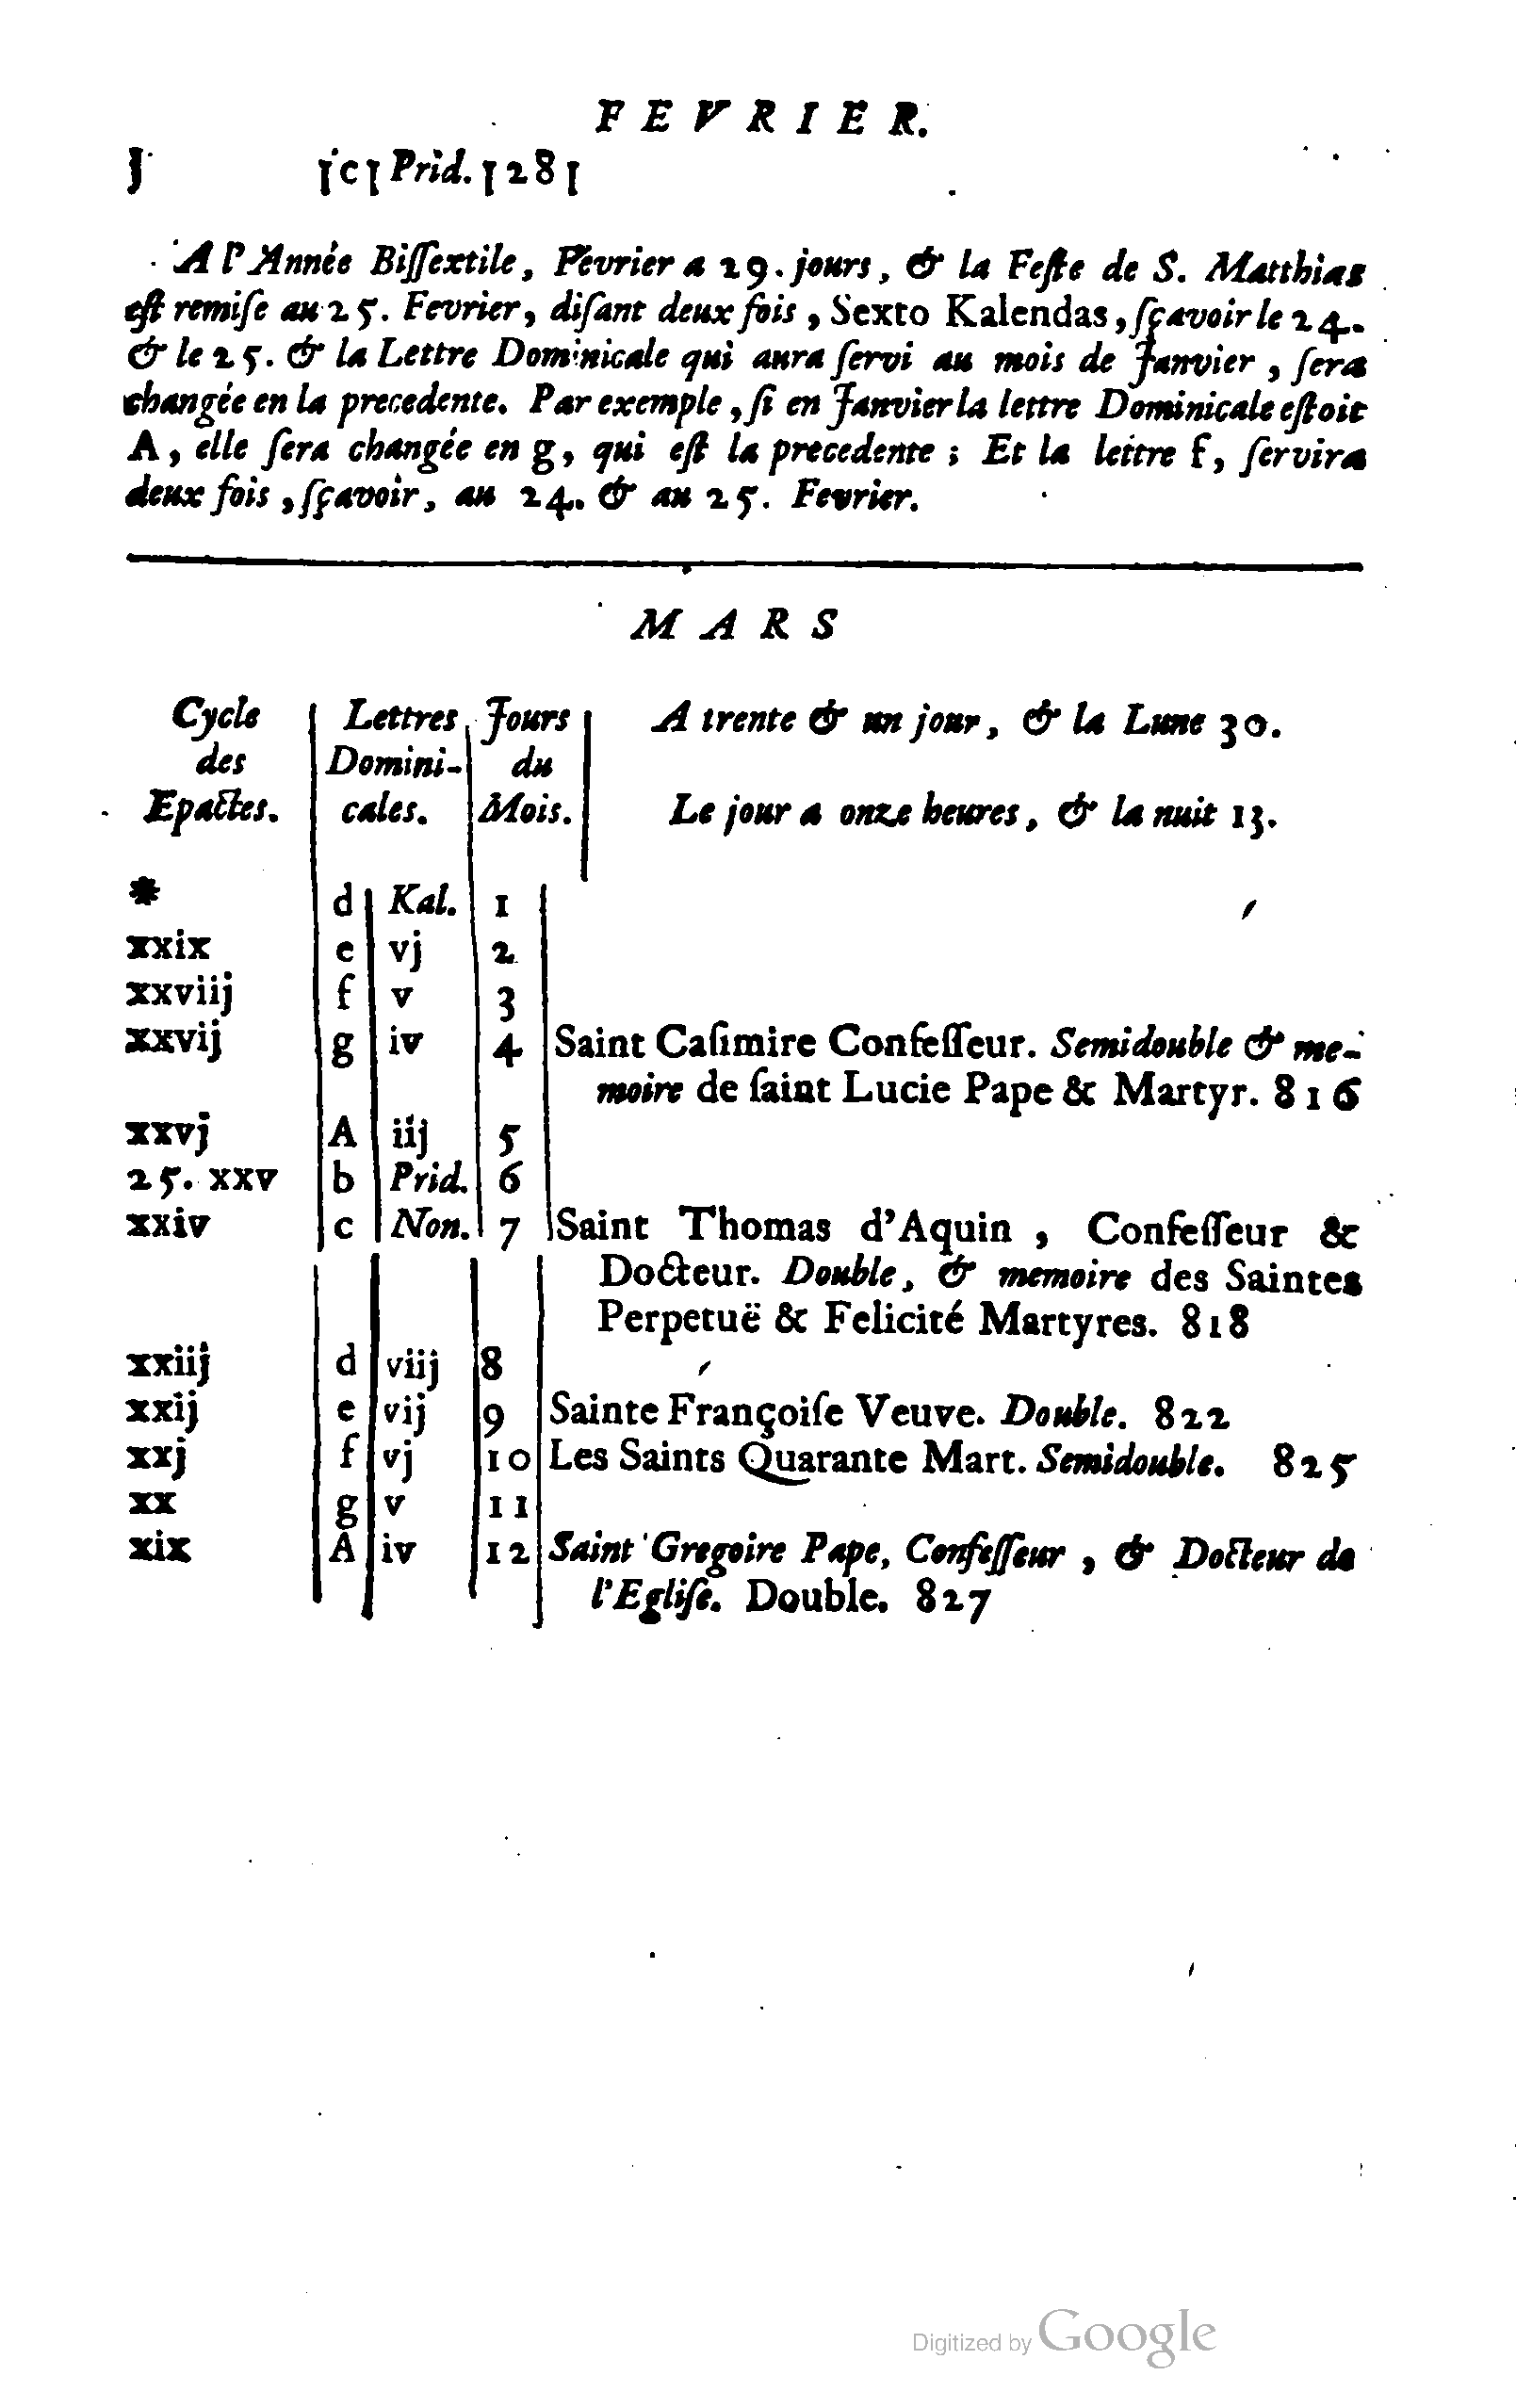 FEVRIER.
j c Prid. 28
A l'Année Biſſextile, Fevrier a 29. jours, & la Feſte de S. Matthias
eſt remiſe au 25. Fevrier, diſant deux fois, Sexto Kalendas, ſçavoir le 24.
& le 25. & la Lettre Dominicale qui aura ſervi au mois de Janvier, ſera
changée en la precedente. Par exemple, ſi en Janvier la lettre Dominicale eſtoit
A, elle ſera changée en g, qui eſt la precedente; Et la lettre f, ſervira
deux fois, ſçavoir, au 24. & au 25. Fevrier.
MARS
Cycle Lettres Jours A trente & un jour, & la Lune 30.
des Domini- du
Epactes. cales. Mois. Le jour a onze heures, & la nuit 13.
* d Kal. 1
xxix e vj 2
xxviij f v 3
xxvij g iv 4 Saint Caſimire Confeſſeur. Semidouble & me-
moire de ſaint Lucie Pape & Martyr. 816
xxvj A iij 5
25. xxv b Prid. 6
xxiv c Non. 7 Saint Thomas d'Aquin, Confeſſeur &
Docteur. Double, & memoire des Saintes
Perpetuë & Felicité Martyres. 818
xxiij d viij 8
xxij e vij 9 Sainte Françoiſe Veuve. Double. 822
xxj f vj 10 Les Saints Quarante Mart. Semidouble. 825
xx g v 11
xix A iv 12 Saint Gregoire Pape, Confeſſeur, & Docteur de
l'Egliſe. Double. 827
Digitized by Google